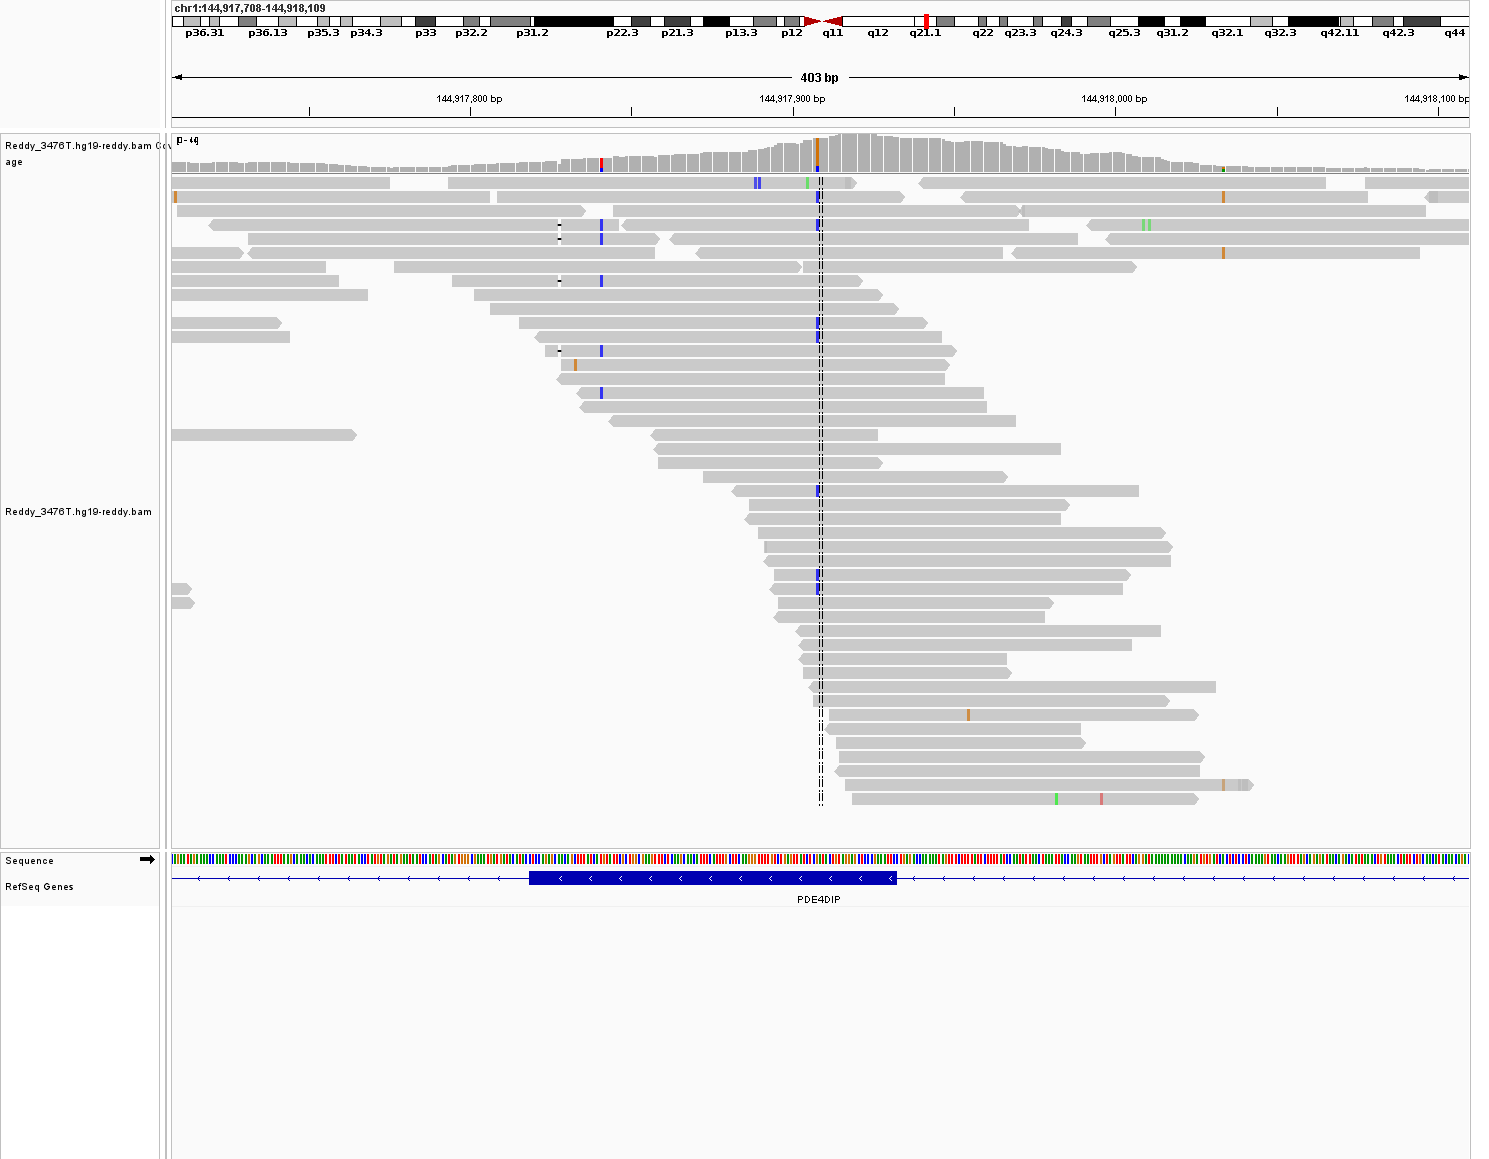 chr1:144,917,708-144,918,109
p36.31 p36.13 p35.3 p34.3 p33 p32.2 p31.2 p22.3 p21.3 p13.3 p12 q11 q12 q21.1 q22 q23.3 q24.3 q25.3 q31.2 q32.1 q32.3 q42.11 q42.3 q44
403 bp
144,917,800 bp 144,917,900 bp 144,918,000 bp 144,918,100 bp
Reddy_3476T.hg19-reddy.bam Cov
age
[0 - 44]
Reddy_3476T.hg19-reddy.bam
Sequence
RefSeq Genes
PDE4DIP